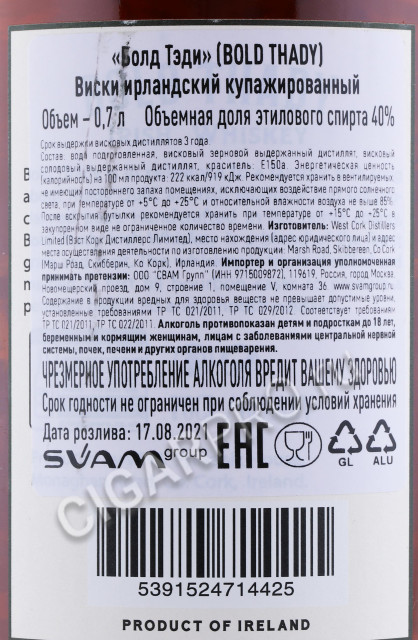 «Болд Тэди» (BOLD THADY)
Виски ирландский купажированный
Объем – 0,7 л Объемная доля этилового спирта 40%
Срок выдержки висковых дистиллятов 3 года
Состав: вода подготовленная, висковый зерновой выдержанный дистиллят, висковый
солодовый выдержанный дистиллят, краситель: Е150а. Энергетическая ценность
(калорийность) на 100 мл продукта: 222 ккал/919 кДж. Рекомендуется хранить в вентилируемых,
не имеющих постороннего запаха помещениях, исключающих воздействие прямого солнечного
света, при температуре от +5°С до +25°С и относительной влажности воздуха не выше 85%.
После вскрытия бутылки рекомендуется хранить при температуре от +15°С до +25°С в
закупоренном виде не ограниченное количество времени. Изготовитель: West Cork Distillers
Limited (Вэст Корк Дистиллерс Лимитед), место нахождения (адрес юридического лица) и адрес
места осуществления деятельности по изготовлению продукции: Marsh Road, Skibbereen, Co Cork
(Марш Роад, Скибберин, Ко Корк), Ирландия. Импортер и организация уполномоченная
принимать претензии: ООО "СВАМ Групп" (ИНН 9715009872), 119619, Россия, город Москва,
Новомещерский проезд, дом 9, строение 1, помещение V, комната 36. www.svamgroup.ru
Содержание в продукции вредных для здоровья веществ не превышает допустимые уровни,
установленные требованиями ТР ТС 021/2011, ТР ТС 029/2012. Соответствует требованиям
ТР ТС 021/2011, ТР ТС 022/2011. Алкоголь противопоказан детям и подросткам до 18 лет,
беременным и кормящим женщинам, лицам с заболеваниями центральной нервной
системы, почек, печени и других органов пищеварения.
ЧРЕЗМЕРНОЕ УПОТРЕБЛЕНИЕ АЛКОГОЛЯ ВРЕДИТ ВАШЕМУ ЗДОРОВЬЮ
Срок годности не ограничен при соблюдении условий хранения
Дата розлива: 17.08.2021
EAC
SVAM group
GL ALU
Cork, Ireland.
5391524714425
PRODUCT OF IRELAND